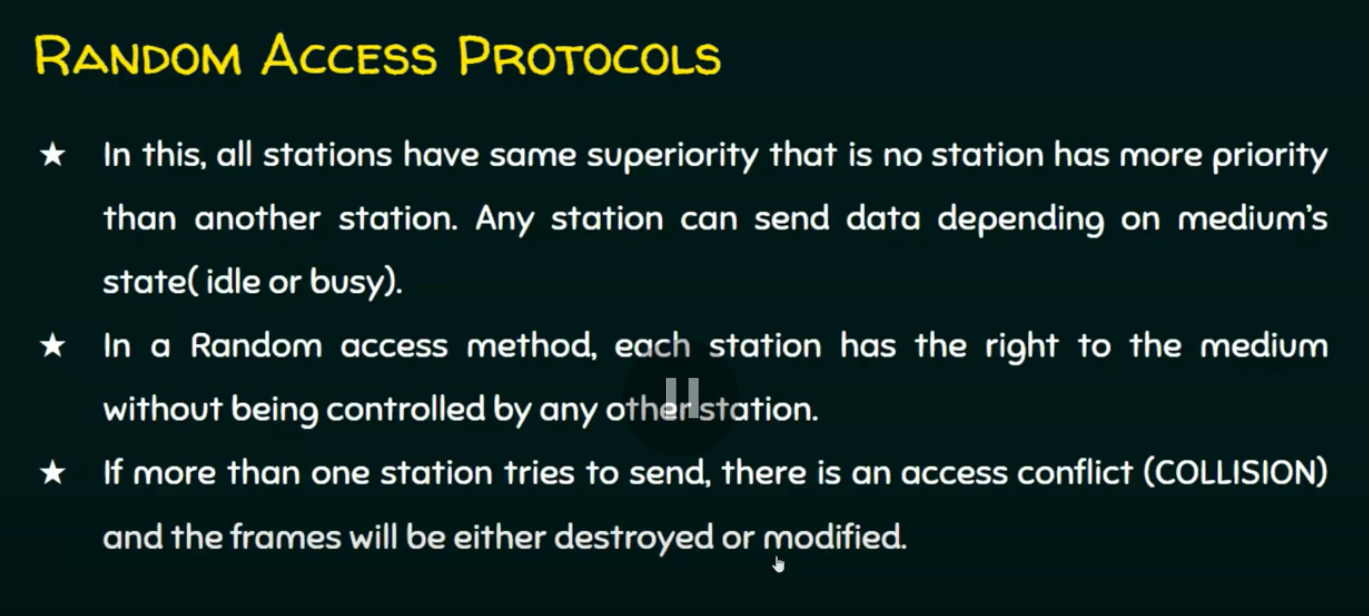 RANDOM ACCESS PROTOCOLS
★ In this, all stations have same superiority that is no station has more priority
than another station. Any station can send data depending on medium's
state( idle or busy).
★ In a Random access method, each station has the right to the medium
without being controlled by any other station.
★ If more than one station tries to send, there is an access conflict (COLLISION)
and the frames will be either destroyed or modified.